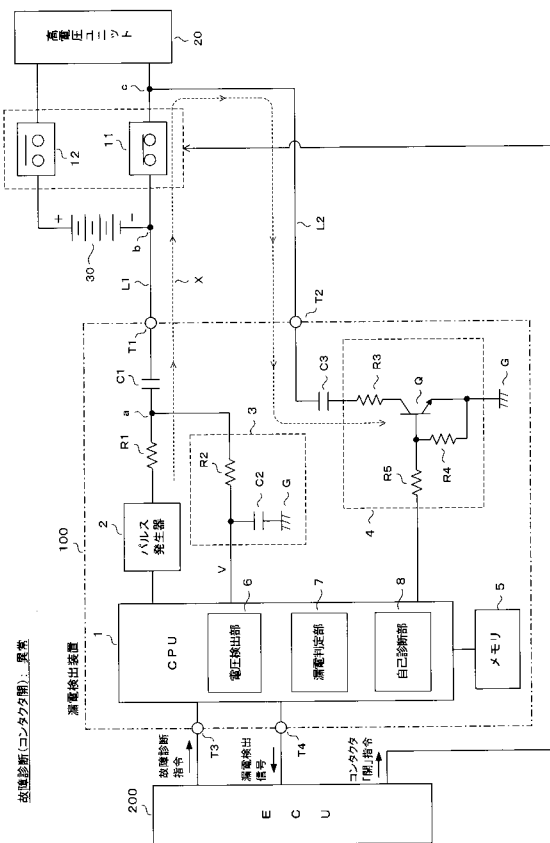 故障診断(コンタクタ開): 異常
漏電検出装置
100
200
ECU
故障診断
指令
T3
漏電検出
信号
T4
コンタクタ
「開」指令
1
CPU
電圧検出部
6
漏電判定部
7
自己診断部
8
メモリ
5
2
パルス
発生器
R1
a
C1
T1
L1
X
b
30
+
-
12
11
高電圧ユニット
20
c
3
R2
C2
G
V
4
R5
R4
Q
R3
C3
G
T2
L2